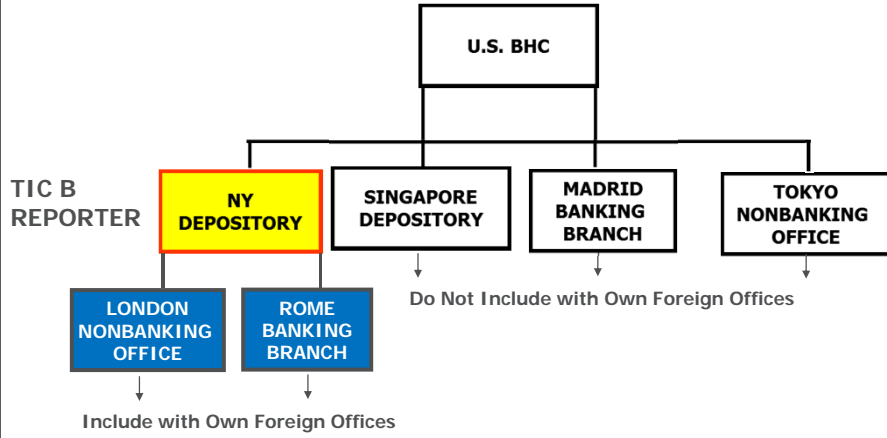 U.S. BHC
TIC B
REPORTER
NY
DEPOSITORY
SINGAPORE
DEPOSITORY
MADRID
BANKING
BRANCH
TOKYO
NONBANKING
OFFICE
LONDON
NONBANKING
OFFICE
ROME
BANKING
BRANCH
Do Not Include with Own Foreign Offices
Include with Own Foreign Offices